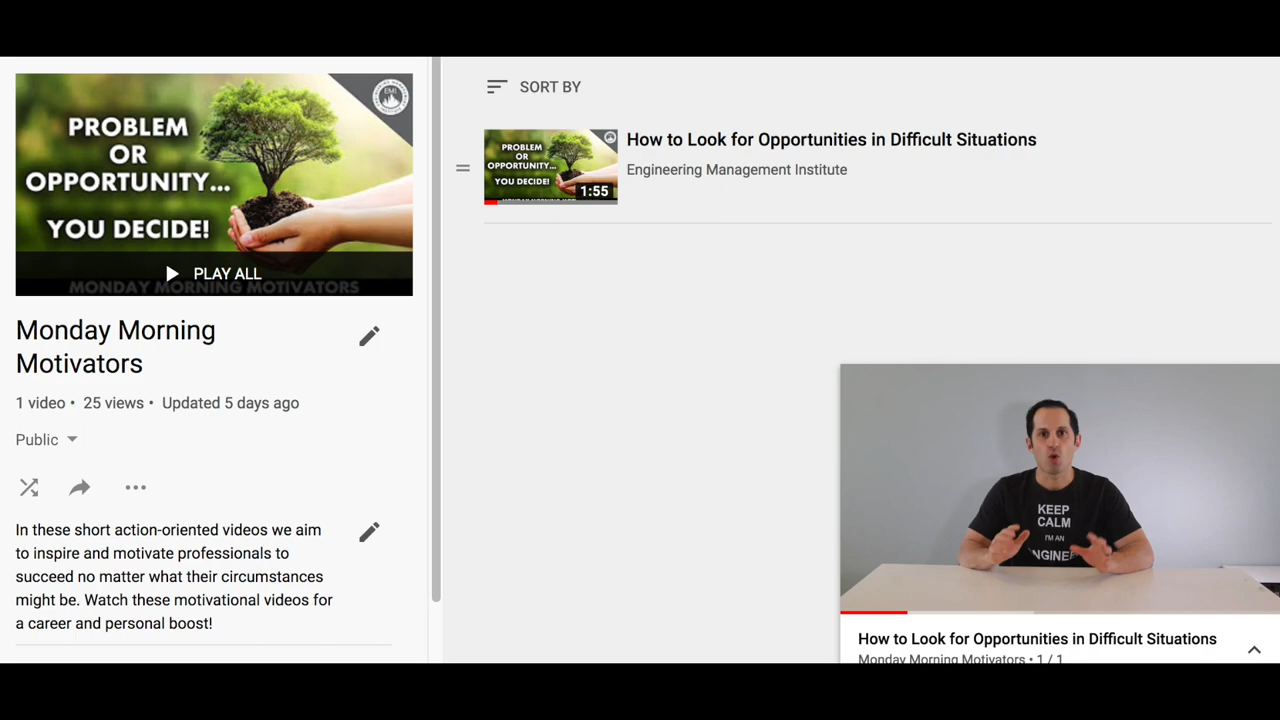 PROBLEM
OR
OPPORTUNITY...
YOU DECIDE!
EMI
PLAY ALL
MONDAY MORNING MOTIVATORS
Monday Morning
Motivators
1 video • 25 views • Updated 5 days ago
Public
In these short action-oriented videos we aim
to inspire and motivate professionals to
succeed no matter what their circumstances
might be. Watch these motivational videos for
a career and personal boost!
SORT BY
PROBLEM
OR
OPPORTUNITY...
YOU DECIDE!
1:55
How to Look for Opportunities in Difficult Situations
Engineering Management Institute
KEEP
CALM
I'M AN
NGINEE
How to Look for Opportunities in Difficult Situations
Monday Morning Motivators • 1 / 1